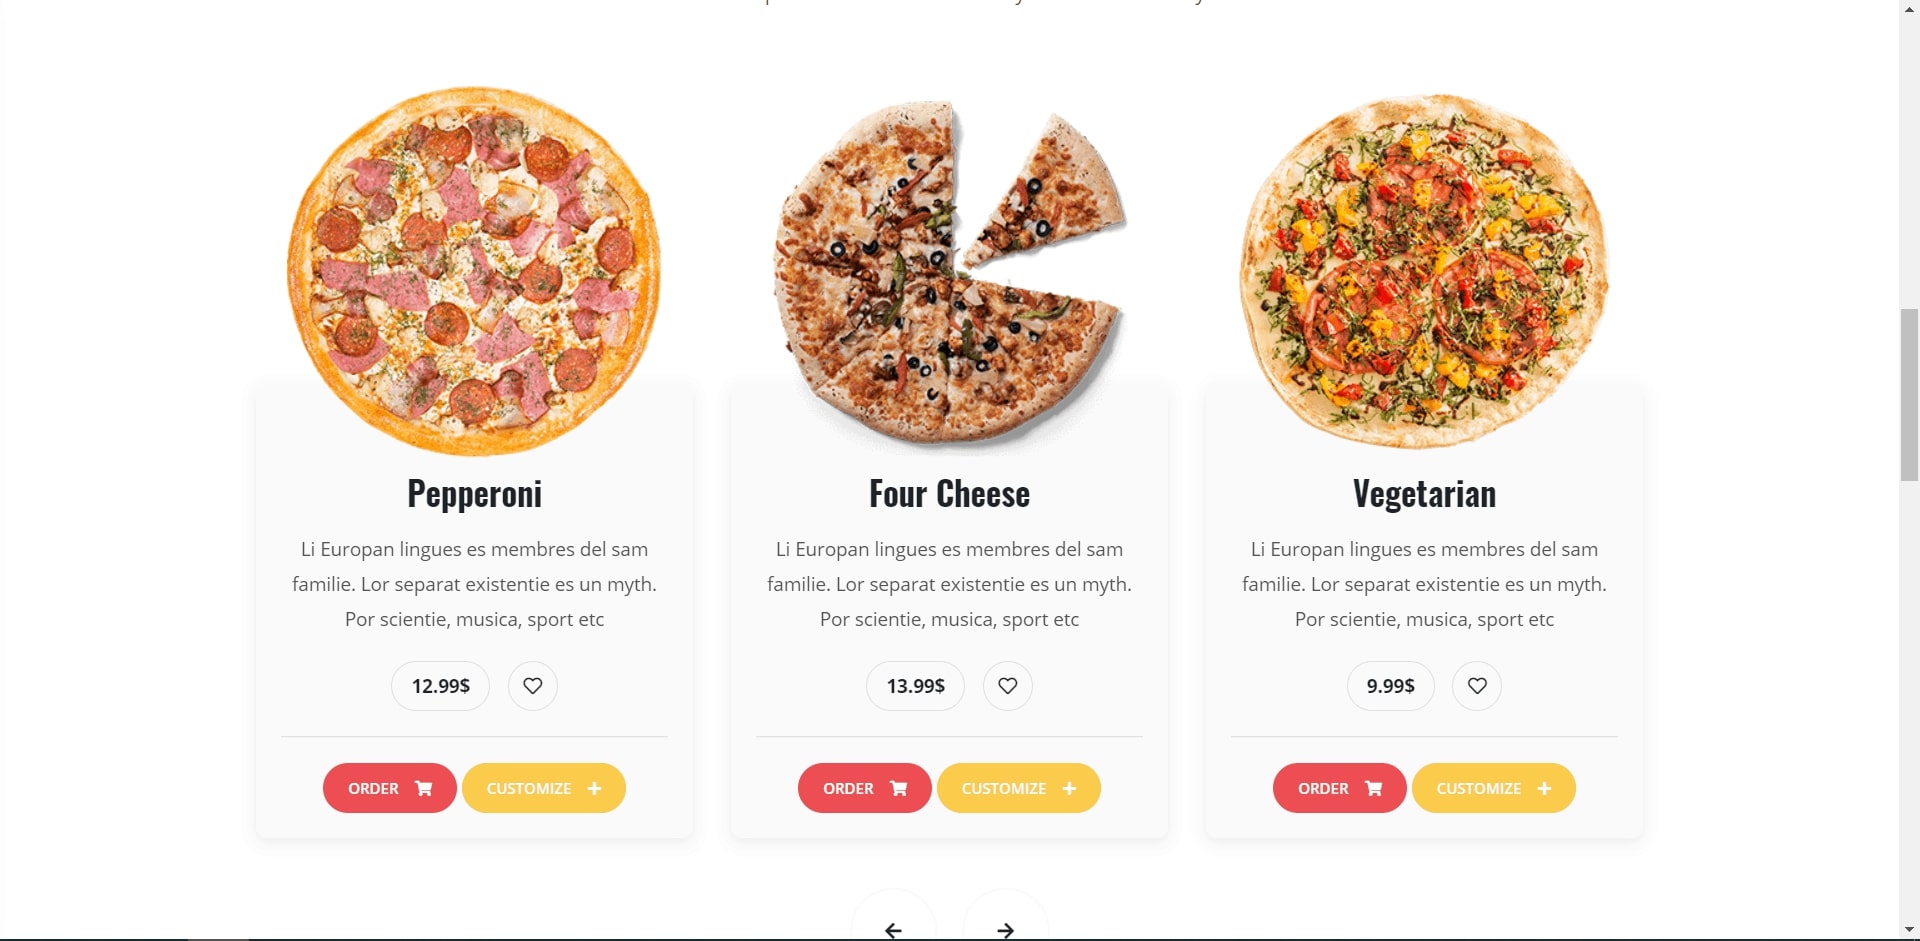 Pepperoni
Li Europan lingues es membres del sam
familie. Lor separat existentie es un myth.
Por scientie, musica, sport etc
12.99$
ORDER
CUSTOMIZE
Four Cheese
Li Europan lingues es membres del sam
familie. Lor separat existentie es un myth.
Por scientie, musica, sport etc
13.99$
ORDER
CUSTOMIZE
Vegetarian
Li Europan lingues es membres del sam
familie. Lor separat existentie es un myth.
Por scientie, musica, sport etc
9.99$
ORDER
CUSTOMIZE